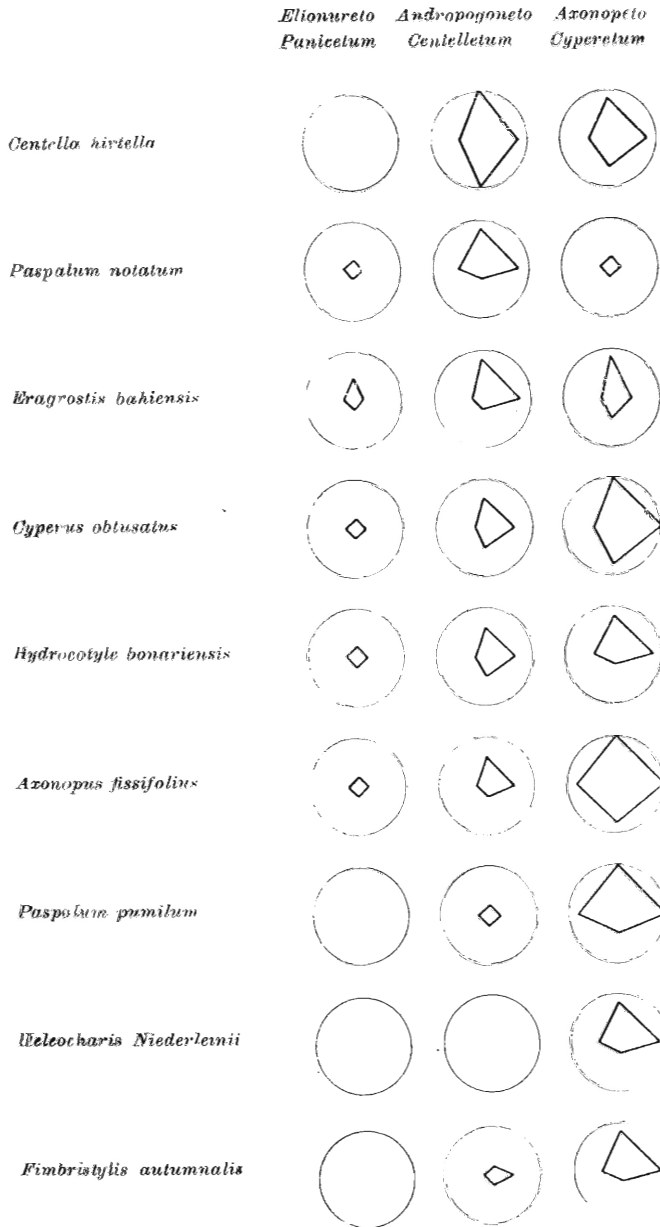 Elionureto Andropogoneto Axonopeto
Panicetum Centelletum Cyperetum
Centella hirtella
Paspalum notatum
Eragrostis bahiensis
Cyperus obtusatus
Hydrocotyle bonariensis
Axonopus fissifolius
Paspalum pumilum
Heleocharis Niederleinii
Fimbristylis autumnalis